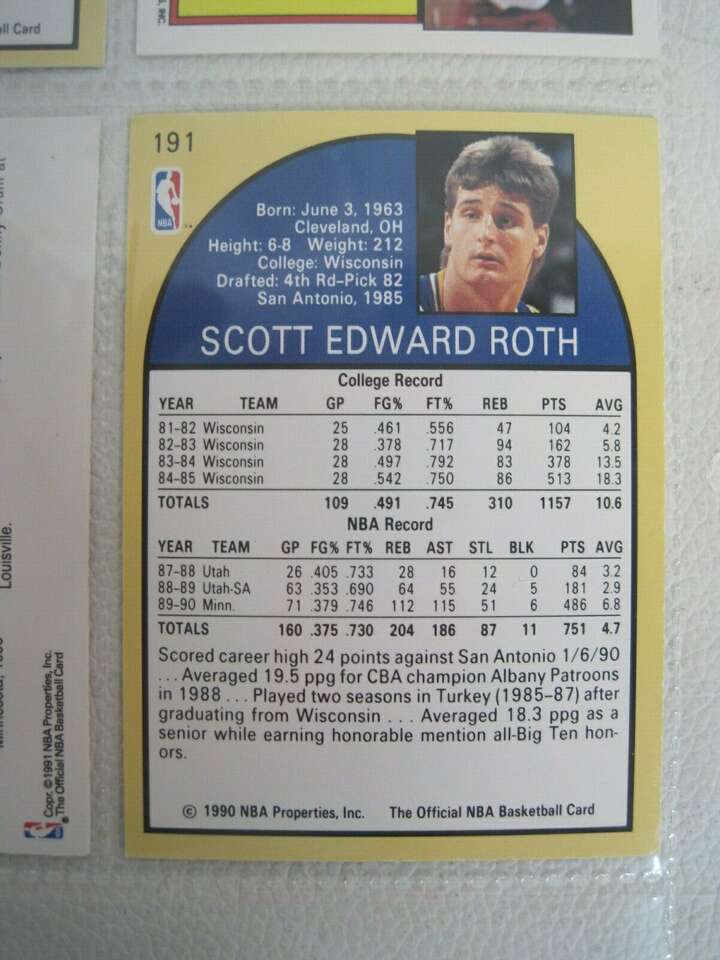 ll Card
, INC.
191
NBA
Born: June 3, 1963
Cleveland, OH
Height: 6-8 Weight: 212
College: Wisconsin
Drafted: 4th Rd-Pick 82
San Antonio, 1985
SCOTT EDWARD ROTH
College Record
YEAR TEAM GP FG% FT% REB PTS AVG
81-82 Wisconsin 25 .461 .556 47 104 4.2
82-83 Wisconsin 28 .378 .717 94 162 5.8
83-84 Wisconsin 28 .497 .792 83 378 13.5
84-85 Wisconsin 28 .542 .750 86 513 18.3
TOTALS 109 .491 .745 310 1157 10.6
NBA Record
YEAR TEAM GP FG% FT% REB AST STL BLK PTS AVG
87-88 Utah 26 .405 .733 28 16 12 0 84 3.2
88-89 Utah-SA 63 .353 .690 64 55 24 5 181 2.9
89-90 Minn. 71 .379 .746 112 115 51 6 486 6.8
TOTALS 160 .375 .730 204 186 87 11 751 4.7
Scored career high 24 points against San Antonio 1/6/90
... Averaged 19.5 ppg for CBA champion Albany Patroons
in 1988 ... Played two seasons in Turkey (1985-87) after
graduating from Wisconsin ... Averaged 18.3 ppg as a
senior while earning honorable mention all-Big Ten hon-
ors.
© 1990 NBA Properties, Inc. The Official NBA Basketball Card
Louisville.
Copr. © 1991 NBA Properties, Inc.
The Official NBA Basketball Card